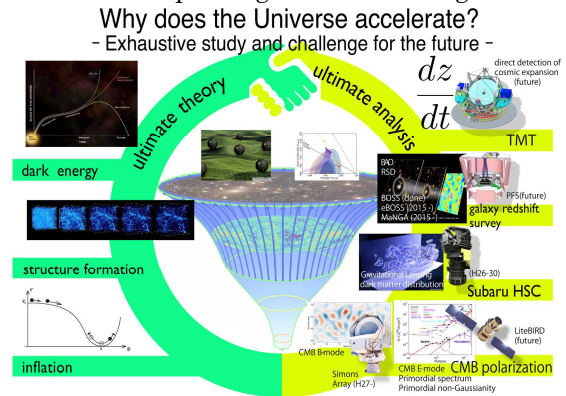 Why does the Universe accelerate?
- Exhaustive study and challenge for the future -
ultimate theory
ultimate analysis
dz
dt
direct detection of
cosmic expansion
(future)
TMT
dark energy
BAO
RSD
BOSS (done)
eBOSS (2015 -)
MaNGA (2015 -)
PFS(future)
galaxy redshift
survey
structure formation
Gravitational Lensing
dark matter distribution
(H26-30)
Subaru HSC
inflation
CMB B-mode
Simons
Array (H27-)
LiteBIRD
(future)
CMB polarization
CMB E-mode
Primordial spectrum
Primordial non-Gaussianity